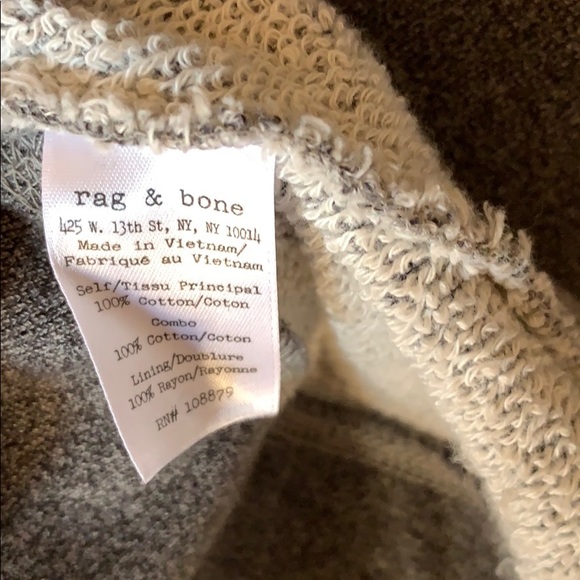 rag & bone
425 W. 13th St, NY, NY 10014
Made in Vietnam/
Fabriqué au Vietnam
Self/Tissu Principal
100% Cotton/Coton
Combo
100% Cotton/Coton
Lining/Doublure
100% Rayon/Rayonne
RN# 108879